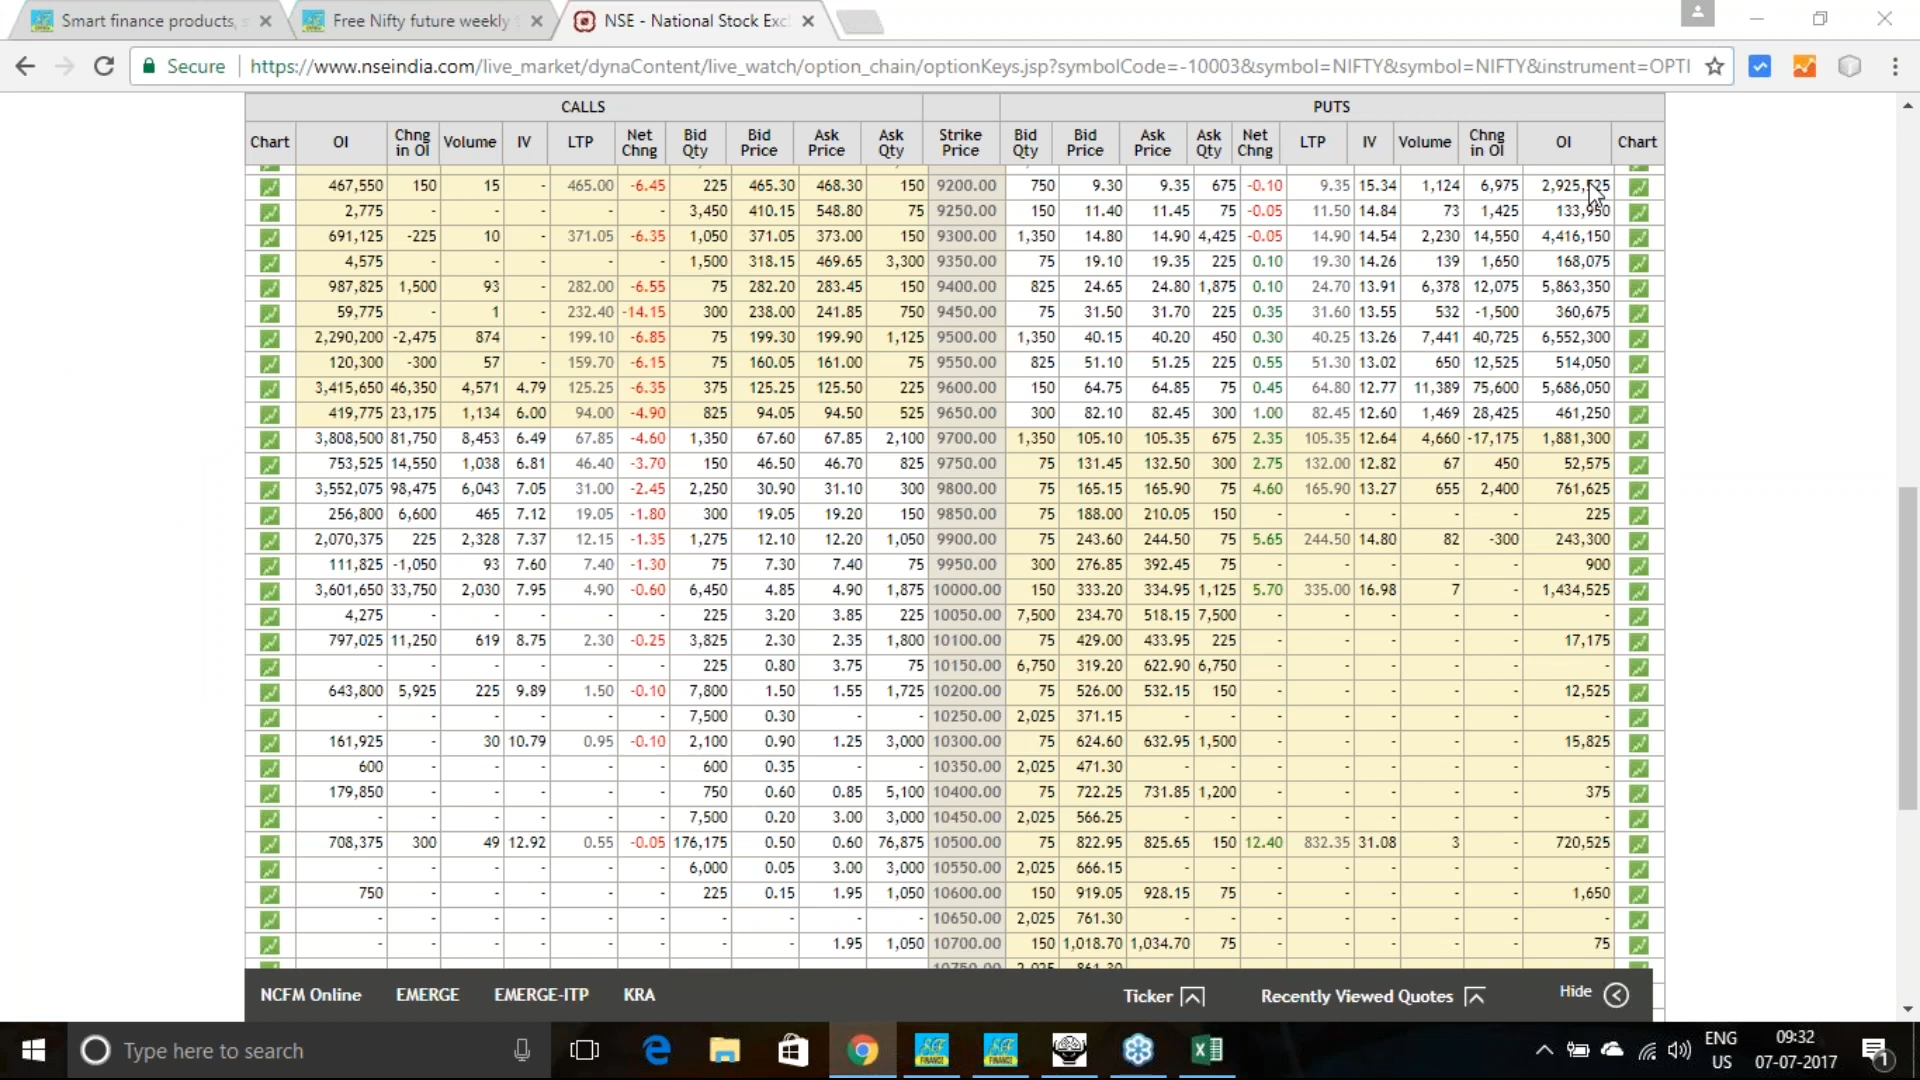 Smart finance products,
Free Nifty future weekly
NSE - National Stock Exc
Secure https://www.nseindia.com/live_market/dynaContent/live_watch/option_chain/optionKeys.jsp?symbolCode=-10003&symbol=NIFTY&symbol=NIFTY&instrument=OPTI
CALLS PUTS
Chart OI Chng in OI Volume IV LTP Net Chng Bid Qty Bid Price Ask Price Ask Qty Strike Price Bid Qty Bid Price Ask Price Ask Qty Net Chng LTP IV Volume Chng in OI OI Chart
467,550 150 15 - 465.00 -6.45 225 465.30 468.30 150 9200.00 750 9.30 9.35 675 -0.10 9.35 15.34 1,124 6,975
2,775 - - - - - 3,450 410.15 548.80 75 9250.00 150 11.40 11.45 75 -0.05 11.50 14.84 73 1,425 133,950
691,125 -225 10 - 371.05 -6.35 1,050 371.05 373.00 150 9300.00 1,350 14.80 14.90 4,425 -0.05 14.90 14.54 2,230 14,550 4,416,150
4,575 - - - - - 1,500 318.15 469.65 3,300 9350.00 75 19.10 19.35 225 0.10 19.30 14.26 139 1,650 168,075
987,825 1,500 93 - 282.00 -6.55 75 282.20 283.45 150 9400.00 825 24.65 24.80 1,875 0.10 24.70 13.91 6,378 12,075 5,863,350
59,775 - 1 - 232.40 -14.15 300 238.00 241.85 750 9450.00 75 31.50 31.70 225 0.35 31.60 13.55 532 -1,500 360,675
2,290,200 -2,475 874 - 199.10 -6.85 75 199.30 199.90 1,125 9500.00 1,350 40.15 40.20 450 0.30 40.25 13.26 7,441 40,725 6,552,300
120,300 -300 57 - 159.70 -6.15 75 160.05 161.00 75 9550.00 825 51.10 51.25 225 0.55 51.30 13.02 650 12,525 514,050
3,415,650 46,350 4,571 4.79 125.25 -6.35 375 125.25 125.50 225 9600.00 150 64.75 64.85 75 0.45 64.80 12.77 11,389 75,600 5,686,050
419,775 23,175 1,134 6.00 94.00 -4.90 825 94.05 94.50 525 9650.00 300 82.10 82.45 300 1.00 82.45 12.60 1,469 28,425 461,250
3,808,500 81,750 8,453 6.49 67.85 -4.60 1,350 67.60 67.85 2,100 9700.00 1,350 105.10 105.35 675 2.35 105.35 12.64 4,660 -17,175 1,881,300
753,525 14,550 1,038 6.81 46.40 -3.70 150 46.50 46.70 825 9750.00 75 131.45 132.50 300 2.75 132.00 12.82 67 450 52,575
3,552,075 98,475 6,043 7.05 31.00 -2.45 2,250 30.90 31.10 300 9800.00 75 165.15 165.90 75 4.60 165.90 13.27 655 2,400 761,625
256,800 6,600 465 7.12 19.05 -1.80 300 19.05 19.20 150 9850.00 75 188.00 210.05 150 - - - - - 225
2,070,375 225 2,328 7.37 12.15 -1.35 1,275 12.10 12.20 1,050 9900.00 75 243.60 244.50 75 5.65 244.50 14.80 82 -300 243,300
111,825 -1,050 93 7.60 7.40 -1.30 75 7.30 7.40 75 9950.00 300 276.85 392.45 75 - - - - - 900
3,601,650 33,750 2,030 7.95 4.90 -0.60 6,450 4.85 4.90 1,875 10000.00 150 333.20 334.95 1,125 5.70 335.00 16.98 7 - 1,434,525
4,275 - - - - - 225 3.20 3.85 225 10050.00 7,500 234.70 518.15 7,500 - - - - - -
797,025 11,250 619 8.75 2.30 -0.25 3,825 2.30 2.35 1,800 10100.00 75 429.00 433.95 225 - - - - - 17,175
- - - - - - 225 0.80 3.75 75 10150.00 6,750 319.20 622.90 6,750 - - - - - -
643,800 5,925 225 9.89 1.50 -0.10 7,800 1.50 1.55 1,725 10200.00 75 526.00 532.15 150 - - - - - 12,525
- - - - - - 7,500 0.30 - - 10250.00 2,025 371.15 - - - - - - - -
161,925 - 30 10.79 0.95 -0.10 2,100 0.90 1.25 3,000 10300.00 75 624.60 632.95 1,500 - - - - - 15,825
600 - - - - - 600 0.35 - - 10350.00 2,025 471.30 - - - - - - - -
179,850 - - - - - 750 0.60 0.85 5,100 10400.00 75 722.25 731.85 1,200 - - - - - 375
- - - - - - 7,500 0.20 3.00 3,000 10450.00 2,025 566.25 - - - - - - - -
708,375 300 49 12.92 0.55 -0.05 176,175 0.50 0.60 76,875 10500.00 75 822.95 825.65 150 12.40 832.35 31.08 3 - 720,525
- - - - - - 6,000 0.05 3.00 3,000 10550.00 2,025 666.15 - - - - - - - -
750 - - - - - 225 0.15 1.95 1,050 10600.00 150 919.05 928.15 75 - - - - - 1,650
- - - - - - - - - - 10650.00 2,025 761.30 - - - - - - - -
- - - - - - - - 1.95 1,050 10700.00 150 1,018.70 1,034.70 75 - - - - - 75
10750.00 2,025 861.30
NCFM Online EMERGE EMERGE-ITP KRA Ticker Recently Viewed Quotes Hide
Type here to search
ENG 09:32
US 07-07-2017
1